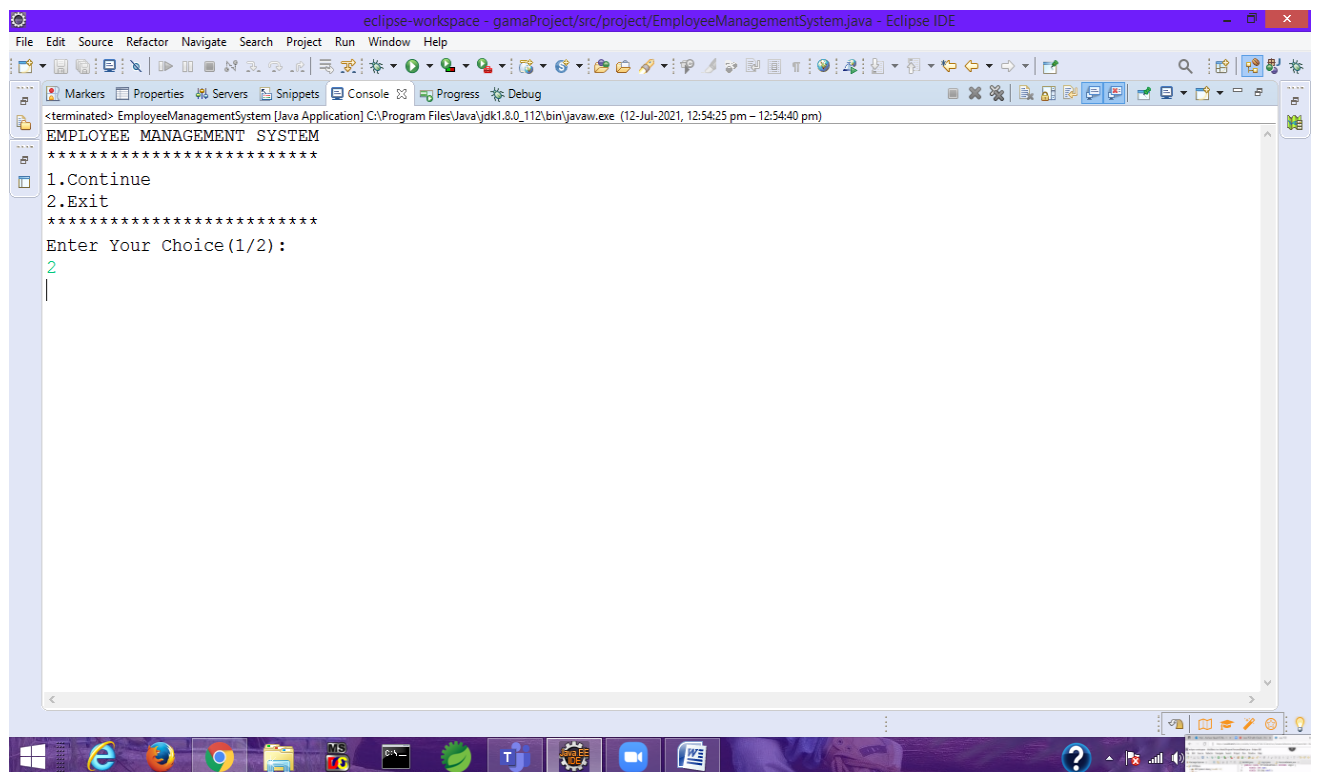 eclipse-workspace - gamaProject/src/project/EmployeeManagementSystem.java - Eclipse IDE
File Edit Source Refactor Navigate Search Project Run Window Help
Markers Properties Servers Snippets Console Progress Debug
<terminated> EmployeeManagementSystem [Java Application] C:\Program Files\Java\jdk1.8.0_112\bin\javaw.exe (12-Jul-2021, 12:54:25 pm – 12:54:40 pm)
EMPLOYEE MANAGEMENT SYSTEM
**************************
1.Continue
2.Exit
**************************
Enter Your Choice(1/2):
2